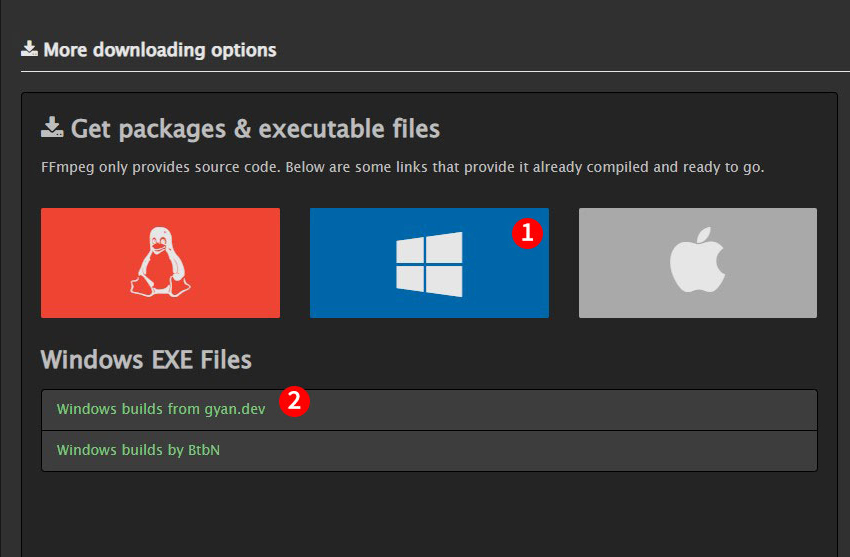 More downloading options
Get packages & executable files
FFmpeg only provides source code. Below are some links that provide it already compiled and ready to go.
1
Windows EXE Files
Windows builds from gyan.dev
2
Windows builds by BtbN